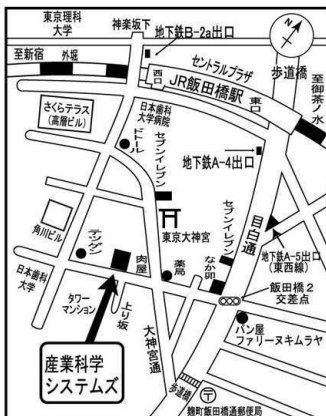 東京理科
大学
神楽坂下
地下鉄B-2a出口
N
至新宿
外堀
セントラルプラザ
西口
JR飯田橋駅
東口
歩道橋
至御茶ノ水
さくらテラス
(高層ビル)
日本歯科
大学病院
ドトール
セブンイレブン
地下鉄A-4出口
角川ビル
東京大神宮
セブンイレブン
目白通
テンゲン
肉屋
薬局
なか卯
地下鉄A-5出口
(東西線)
日本歯科
大学
タワー
マンション
上り坂
大神宮通
飯田橋2
交差点
パン屋
ファリーヌキムラヤ
産業科学
システムズ
歩道橋
〒
麹町飯田橋通郵便局